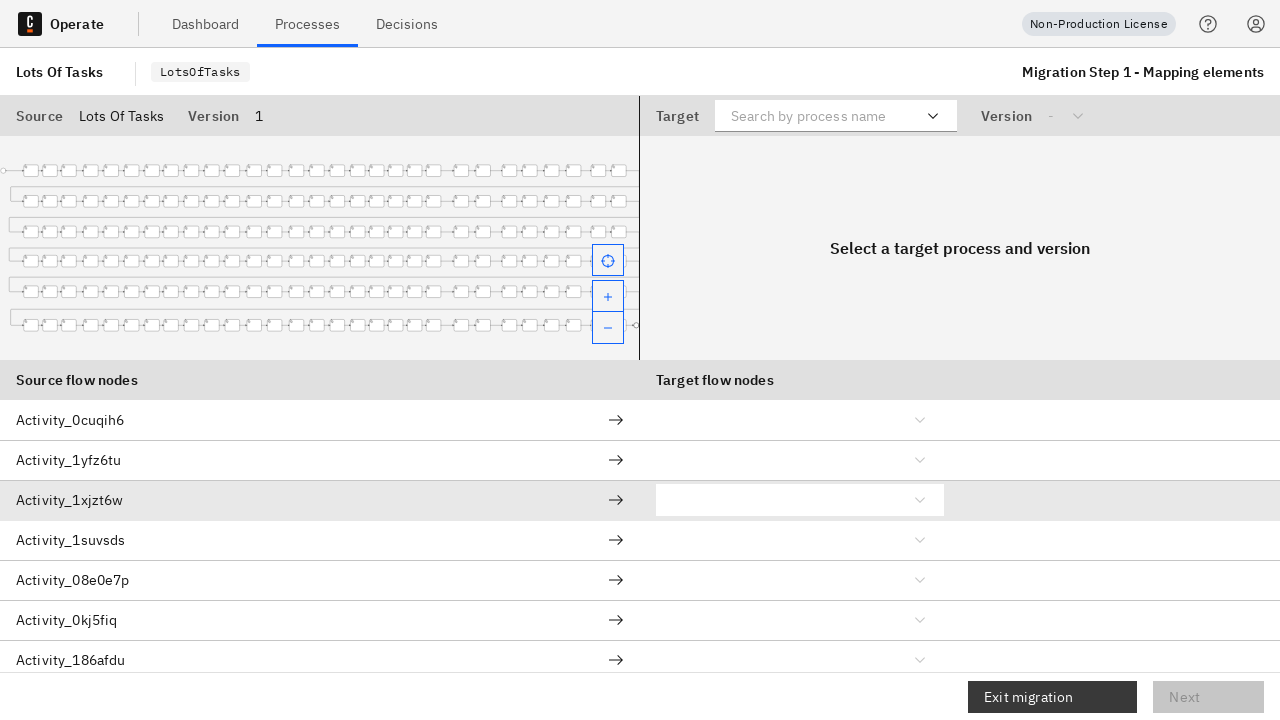 Operate
Dashboard
Processes
Decisions
Non-Production License
Lots Of Tasks
LotsOfTasks
Migration Step 1 - Mapping elements
Source
Lots Of Tasks
Version
1
Target
Search by process name
Version
-
Select a target process and version
Source flow nodes
Target flow nodes
Activity_0cuqih6
Activity_1yfz6tu
Activity_1xjzt6w
Activity_1suvsds
Activity_08e0e7p
Activity_0kj5fiq
Activity_186afdu
Exit migration
Next